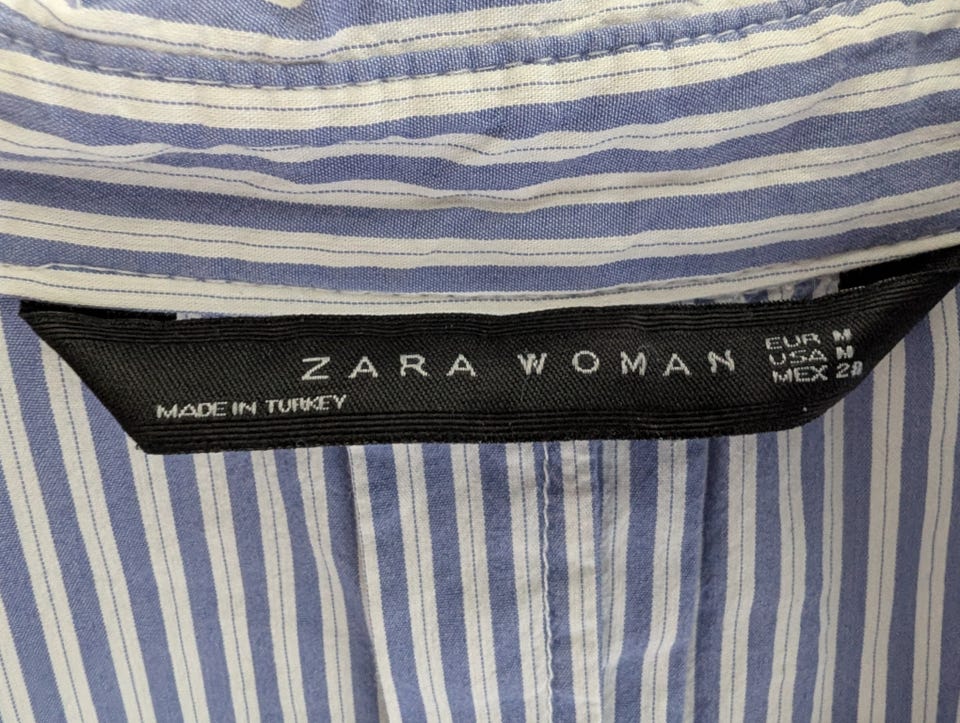 ZARA WOMAN
EUR M
USA M
MEX 28
MADE IN TURKEY